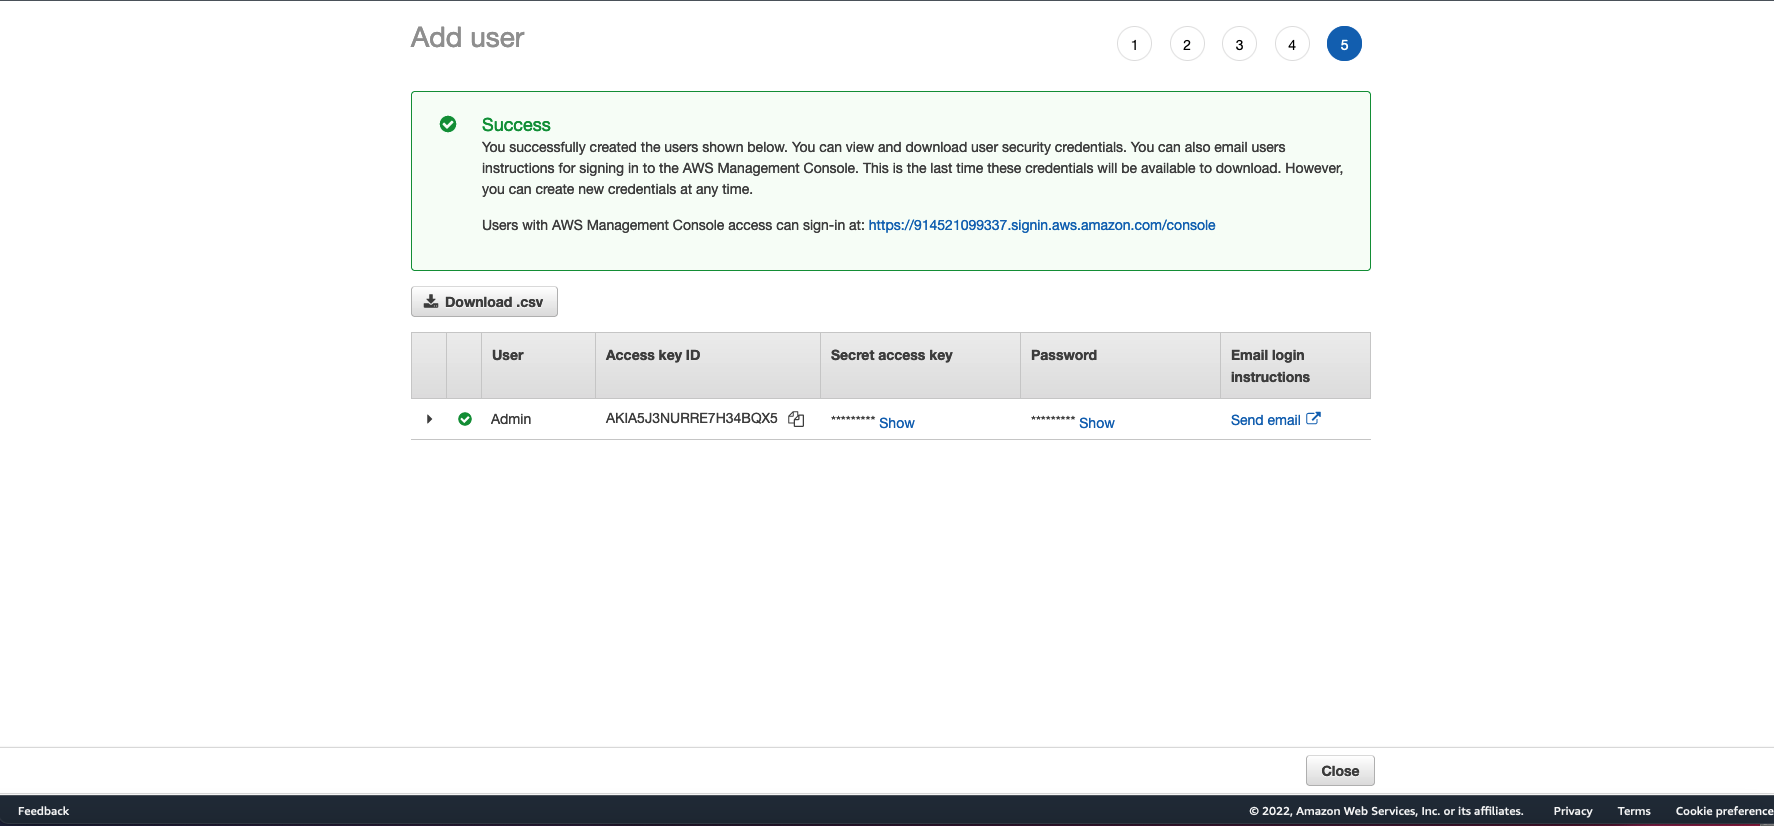 Add user
1 2 3 4 5
Success
You successfully created the users shown below. You can view and download user security credentials. You can also email users
instructions for signing in to the AWS Management Console. This is the last time these credentials will be available to download. However,
you can create new credentials at any time.
Users with AWS Management Console access can sign-in at: https://914521099337.signin.aws.amazon.com/console
Download .csv
User Access key ID Secret access key Password Email login
instructions
Admin AKIA5J3NURRE7H34BQX5 ********* Show ********* Show Send email
Close
Feedback © 2022, Amazon Web Services, Inc. or its affiliates. Privacy Terms Cookie preference